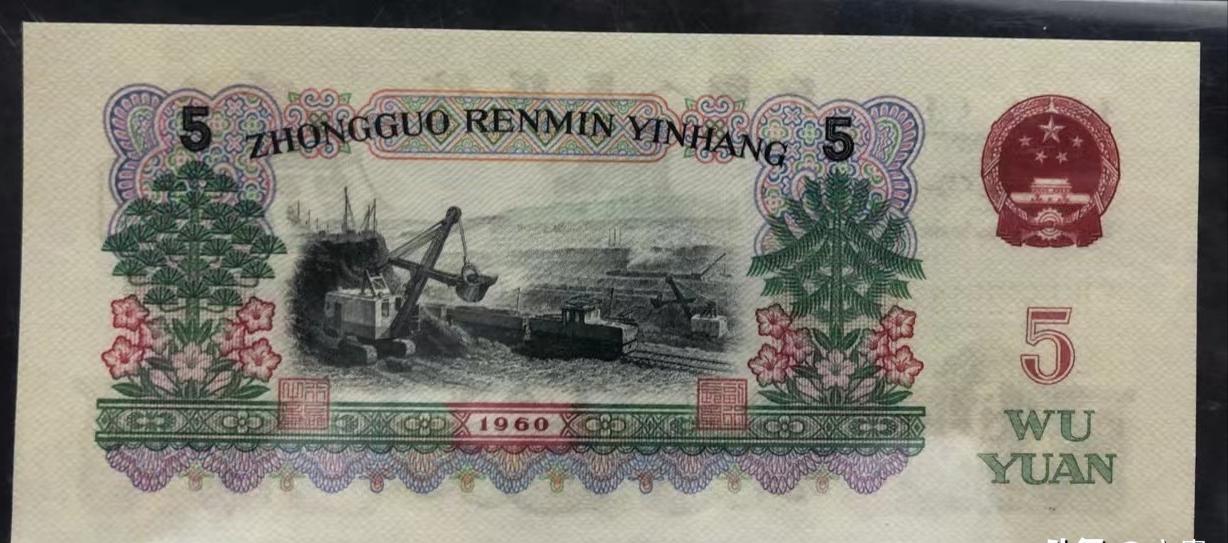 5 ZHONGGUO RENMIN YINHANG 5
1960
5
WU
YUAN